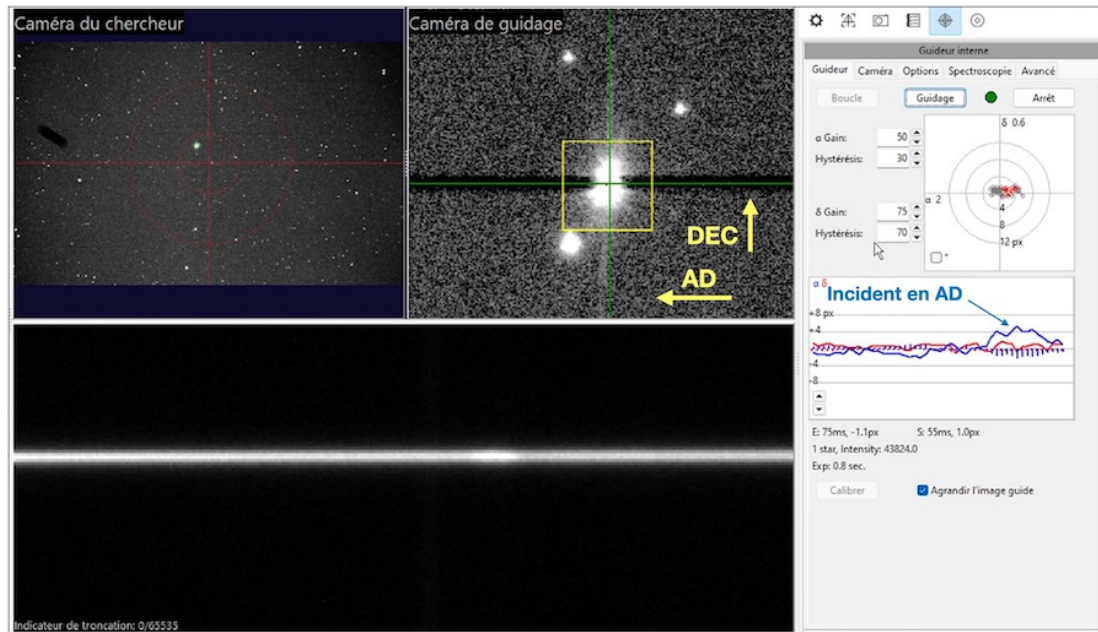 Caméra du chercheur
Caméra de guidage
DEC
AD
Indicateur de troncation: 0/65535
Guideur interne
Guideur Caméra Options Spectroscopie Avancé
Boucle Guidage Arrêt
α Gain: 50
Hystérésis: 30
δ Gain: 75
Hystérésis: 70
δ 0.6
α 2
4
8
12 px
"
α δ
Incident en AD
+8 px
+4
-4
-8
E: 75ms, -1.1px S: 55ms, 1.0px
1 star, Intensity: 43824.0
Exp: 0.8 sec.
Calibrer Agrandir l'image guide